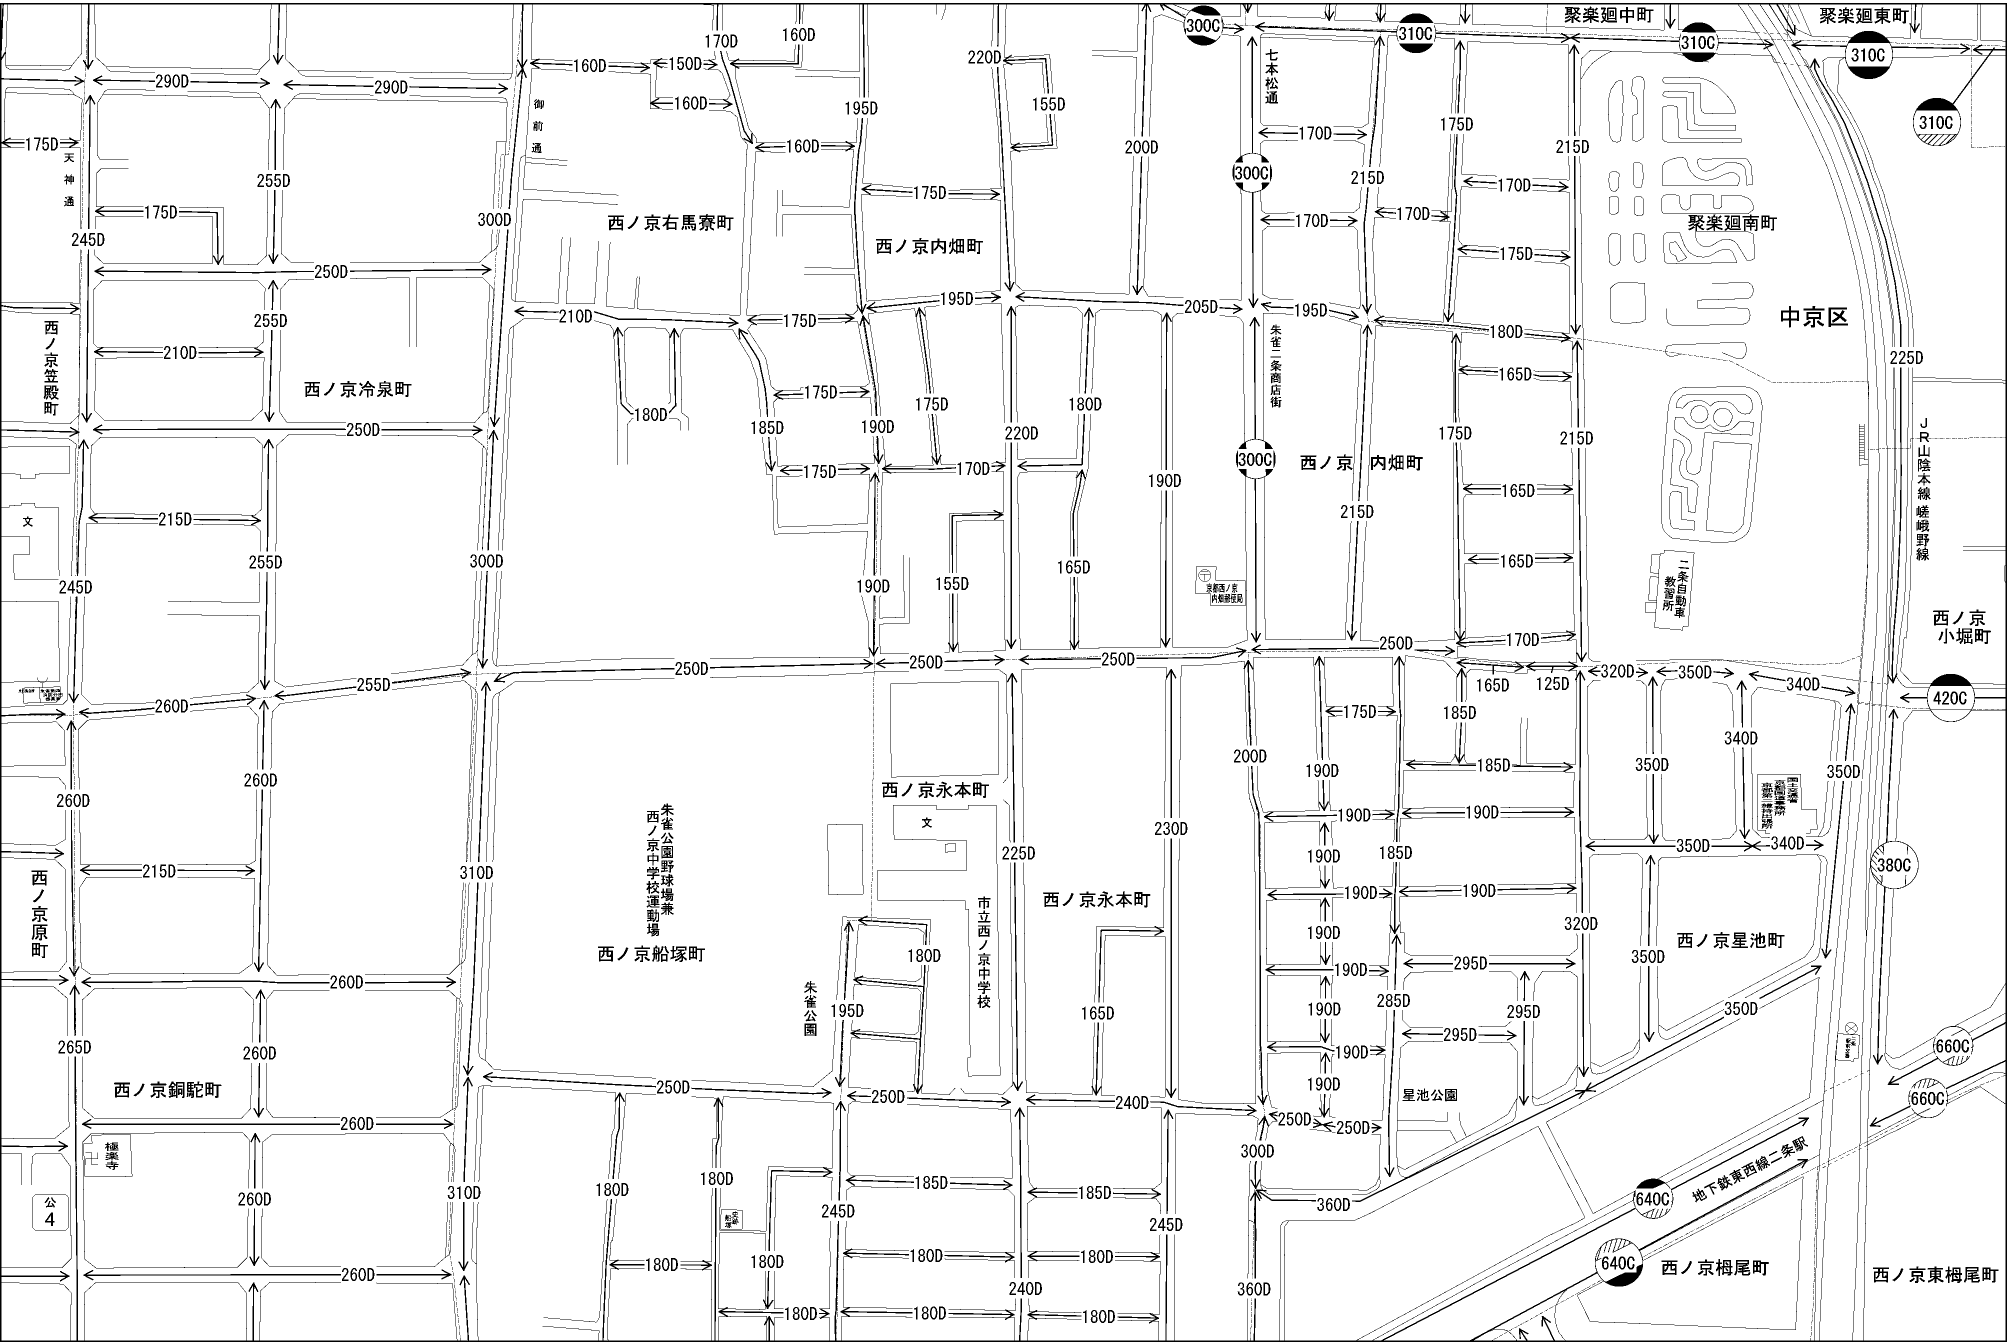 聚楽廻中町
聚楽廻東町
300C
310C
310C
310C
310C
170D
160D
220D
160D
150D
290D
290D
160D
155D
195D
七本松通
御前通
175D
天神通
160D
200D
170D
175D
215D
300C
255D
175D
175D
215D
170D
170D
170D
300D
西ノ京右馬寮町
西ノ京内畑町
聚楽廻南町
245D
250D
175D
195D
205D
195D
中京区
255D
210D
175D
180D
西ノ京笠殿町
210D
朱雀二条商店街
225D
西ノ京冷泉町
175D
175D
180D
165D
180D
185D
190D
220D
175D
215D
250D
300C
西ノ京内畑町
JR山陰本線 嵯峨野線
175D
170D
190D
165D
215D
215D
文
255D
300D
245D
190D
155D
165D
165D
京都西ノ京
内畑郵便局
二条自動車
教習所
西ノ京
小堀町
250D
250D
250D
250D
170D
255D
260D
165D
125D
320D
350D
340D
420C
175D
185D
200D
190D
185D
350D
340D
350D
260D
260D
西ノ京永本町
文
朱雀公園野球場兼
西ノ京中学校運動場
190D
190D
230D
225D
190D
185D
350D
340D
380C
215D
310D
西ノ京原町
190D
190D
西ノ京永本町
市立西ノ京中学校
320D
190D
西ノ京星池町
西ノ京船塚町
180D
350D
190D
295D
260D
朱雀公園
195D
165D
190D
285D
295D
350D
295D
265D
260D
190D
660C
西ノ京銅駝町
250D
250D
240D
190D
星池公園
660C
260D
250D
250D
極楽寺
300D
地下鉄東西線二条駅
公
4
260D
310D
180D
180D
185D
185D
360D
640C
史跡
船塚
245D
245D
180D
180D
180D
180D
640C
西ノ京栂尾町
西ノ京東栂尾町
260D
240D
360D
180D
180D
180D